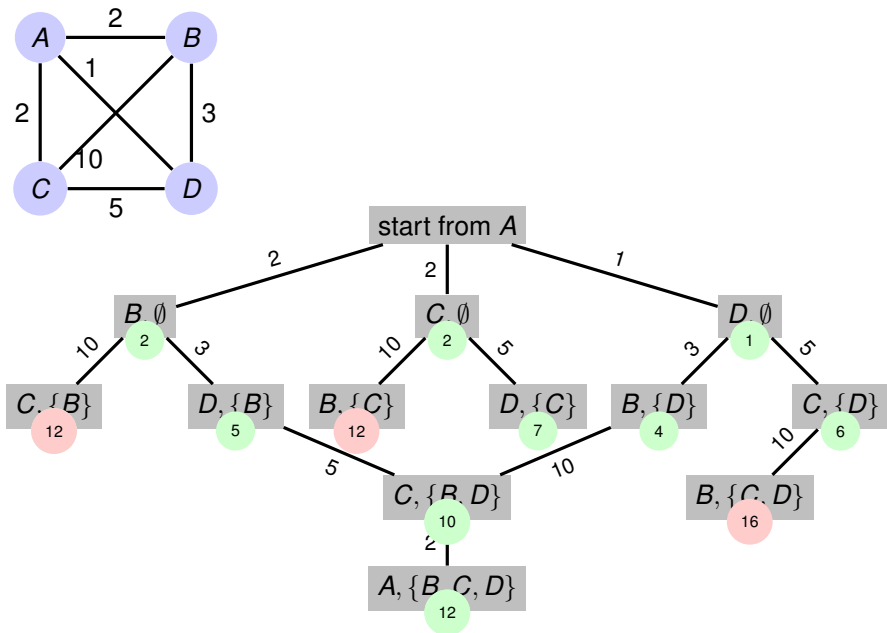 2
A B
1
2 3
10
C D
5
start from A
2 2 1
B, ∅ C, ∅ D, ∅
2 2 1
10 3 10 5 3 5
C, {B} D, {B} B, {C} D, {C} B, {D} C, {D}
12 5 12 7 4 6
5 10 10
C, {B, D} B, {C, D}
10 16
2
A, {B, C, D}
12